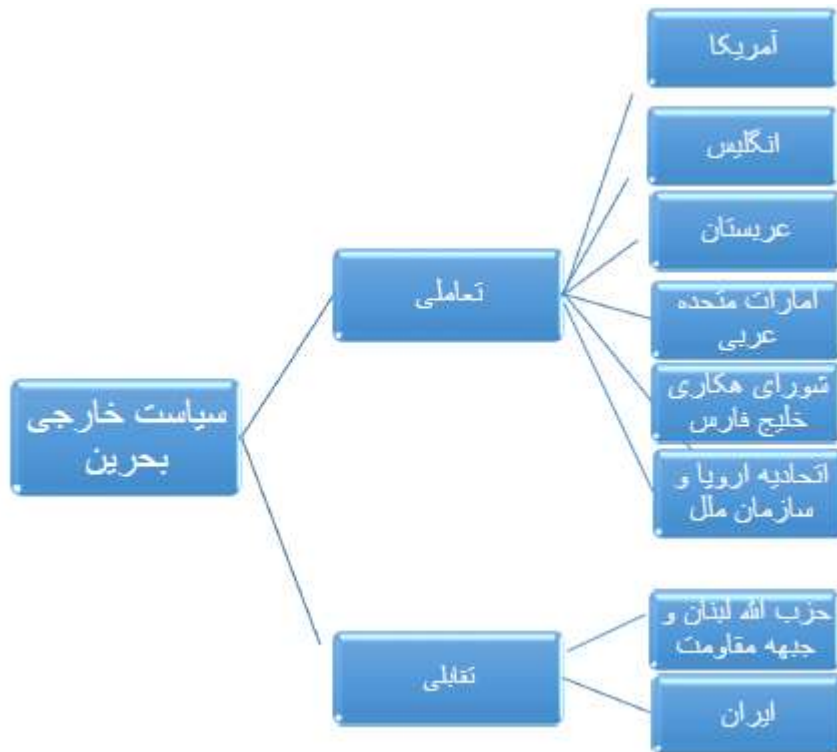 سیاست خارجی
بحرین
تعاملی
آمریکا
انگلیس
عربستان
امارات متحده
عربی
شورای هکاری
خلیج فارس
اتحادیه اروپا و
سازمان ملل
تقابلی
حزب الله لبنان و
جبهه مقاومت
ایران